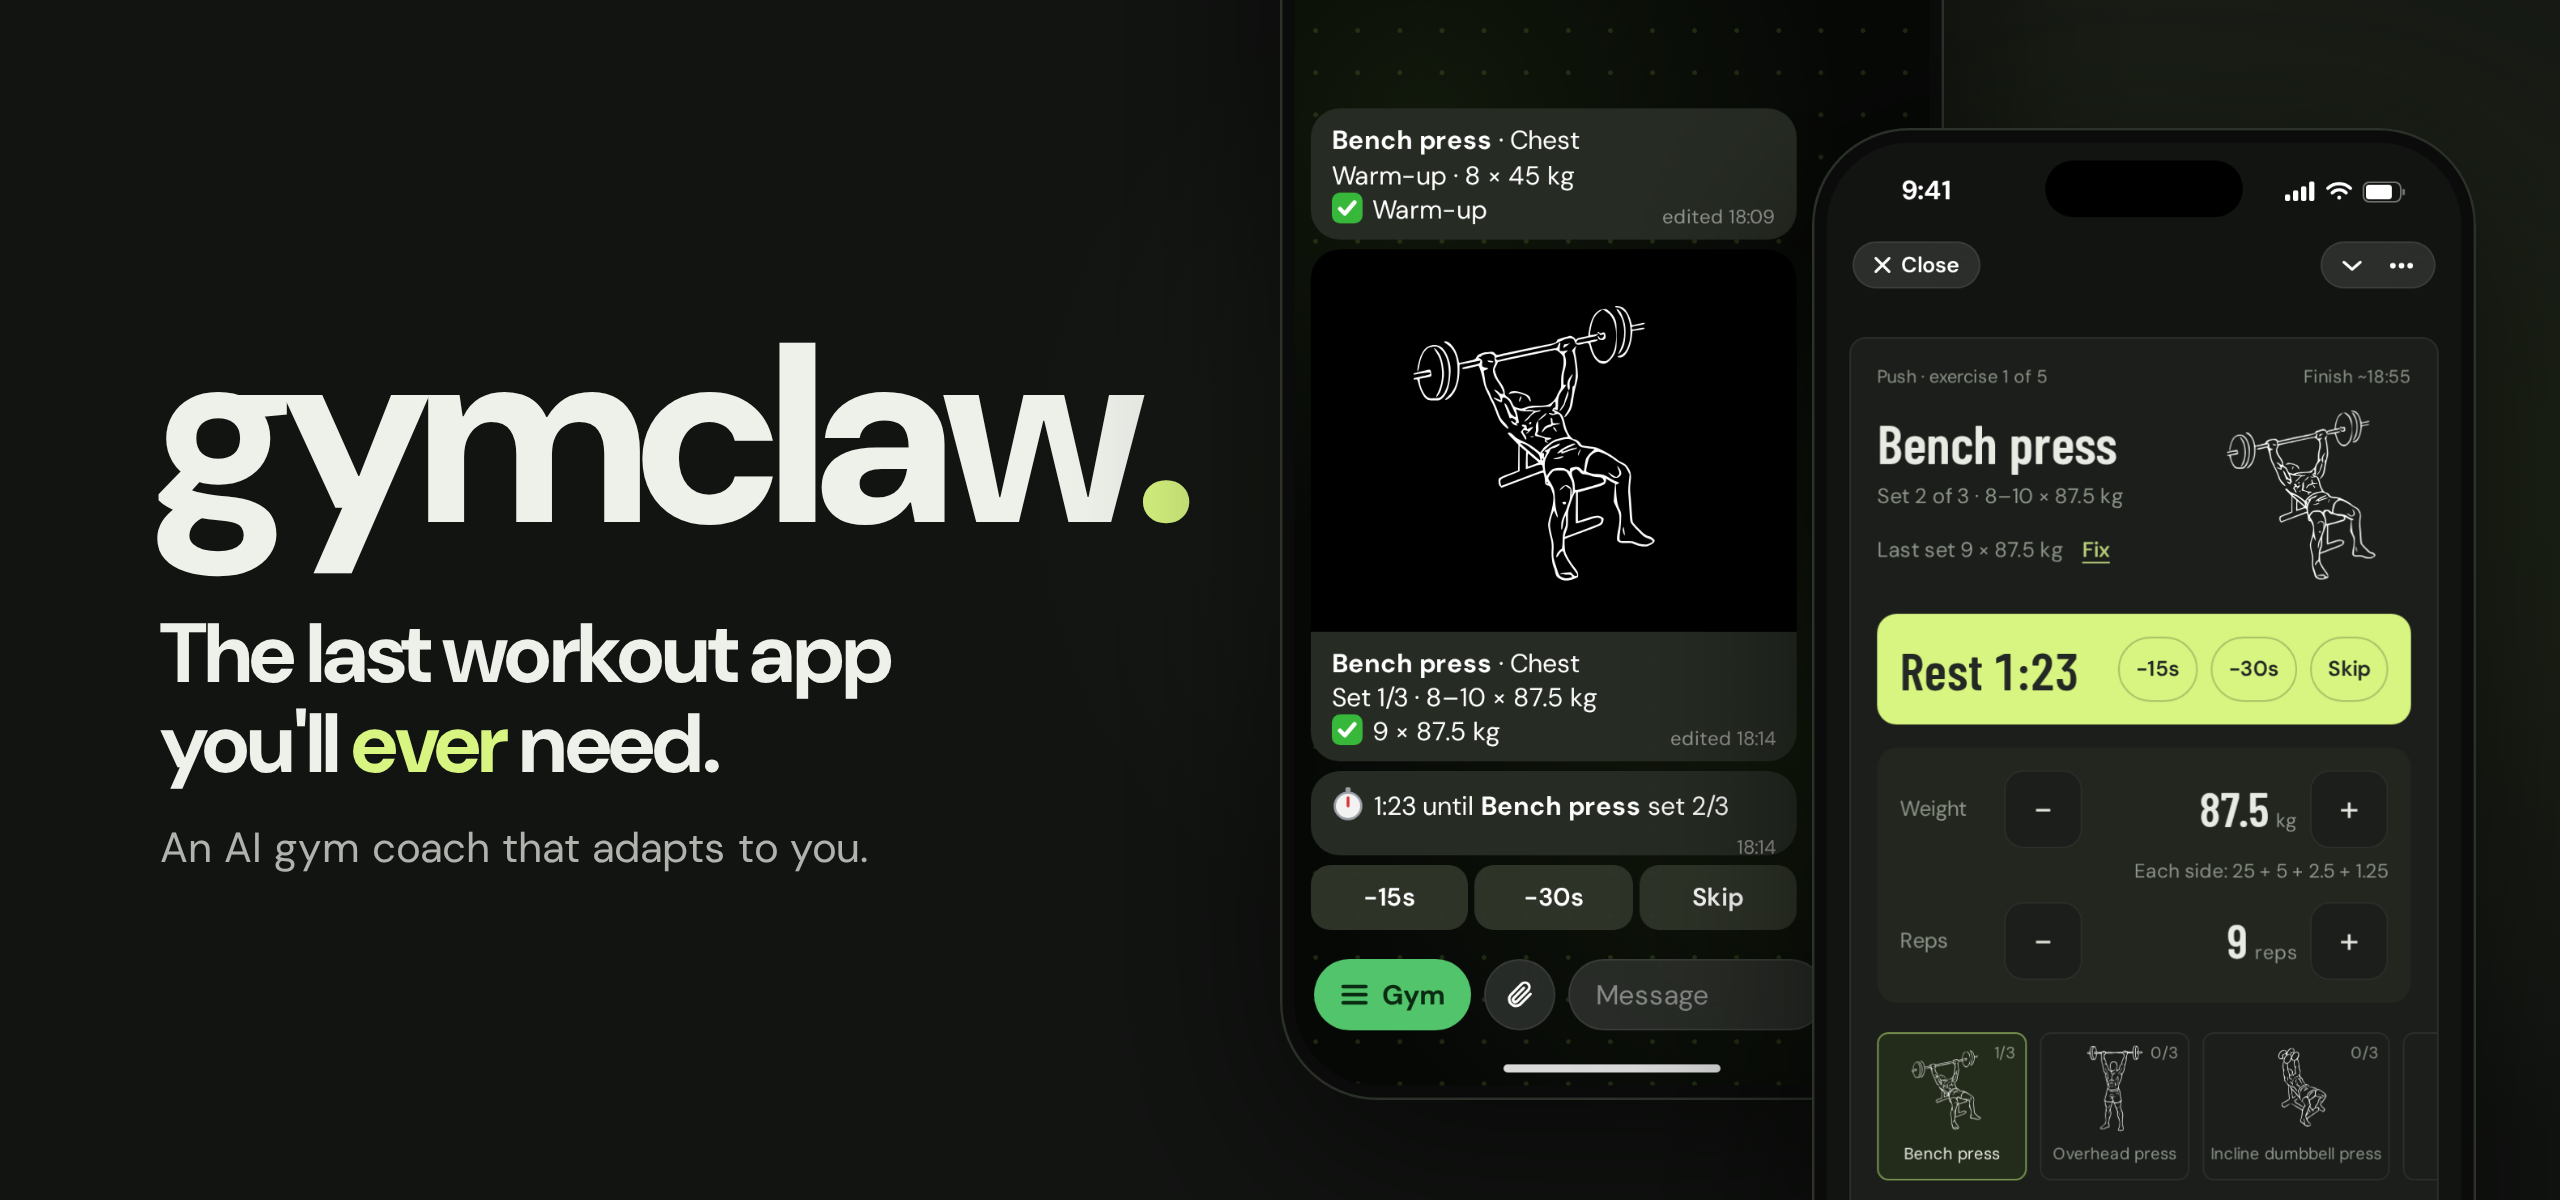 gymclaw.
The last workout app
you'll ever need.
An AI gym coach that adapts to you.
Bench press · Chest
Warm-up · 8 × 45 kg
✅ Warm-up
edited 18:09
Bench press · Chest
Set 1/3 · 8–10 × 87.5 kg
✅ 9 × 87.5 kg
edited 18:14
⏱ 1:23 until Bench press set 2/3
18:14
-15s
-30s
Skip
Gym
Message
9:41
Close
Push · exercise 1 of 5
Finish ~18:55
Bench press
Set 2 of 3 · 8–10 × 87.5 kg
Last set 9 × 87.5 kg Fix
Rest 1:23
-15s
-30s
Skip
Weight
−
87.5 kg
+
Each side: 25 + 5 + 2.5 + 1.25
Reps
−
9 reps
+
1/3
Bench press
0/3
Overhead press
0/3
Incline dumbbell press